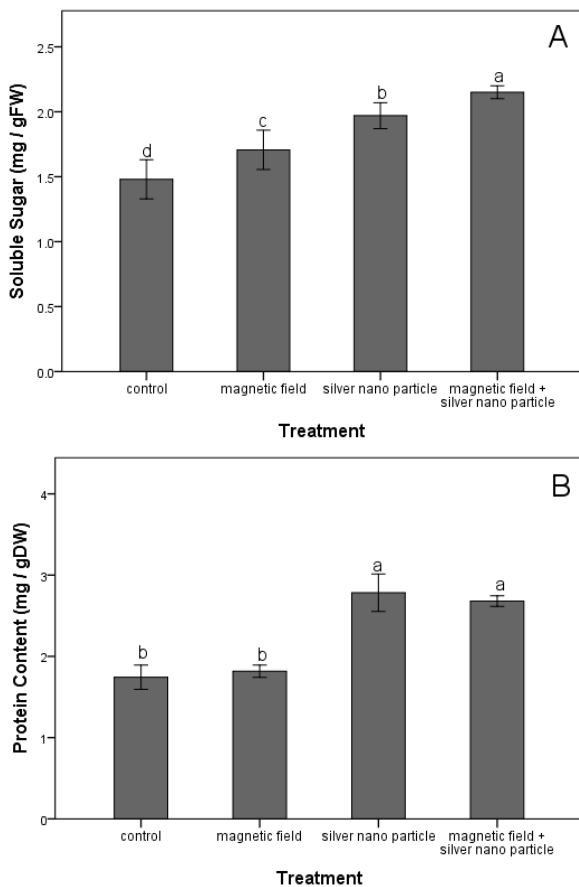 A
Soluble Sugar (mg / gFW)
2.5
2.0
1.5
1.0
0.5
0.0
d
c
b
a
control
magnetic field
silver nano particle
magnetic field +
silver nano particle
Treatment
B
Protein Content (mg / gDW)
4
3
2
1
0
b
b
a
a
control
magnetic field
silver nano particle
magnetic field +
silver nano particle
Treatment